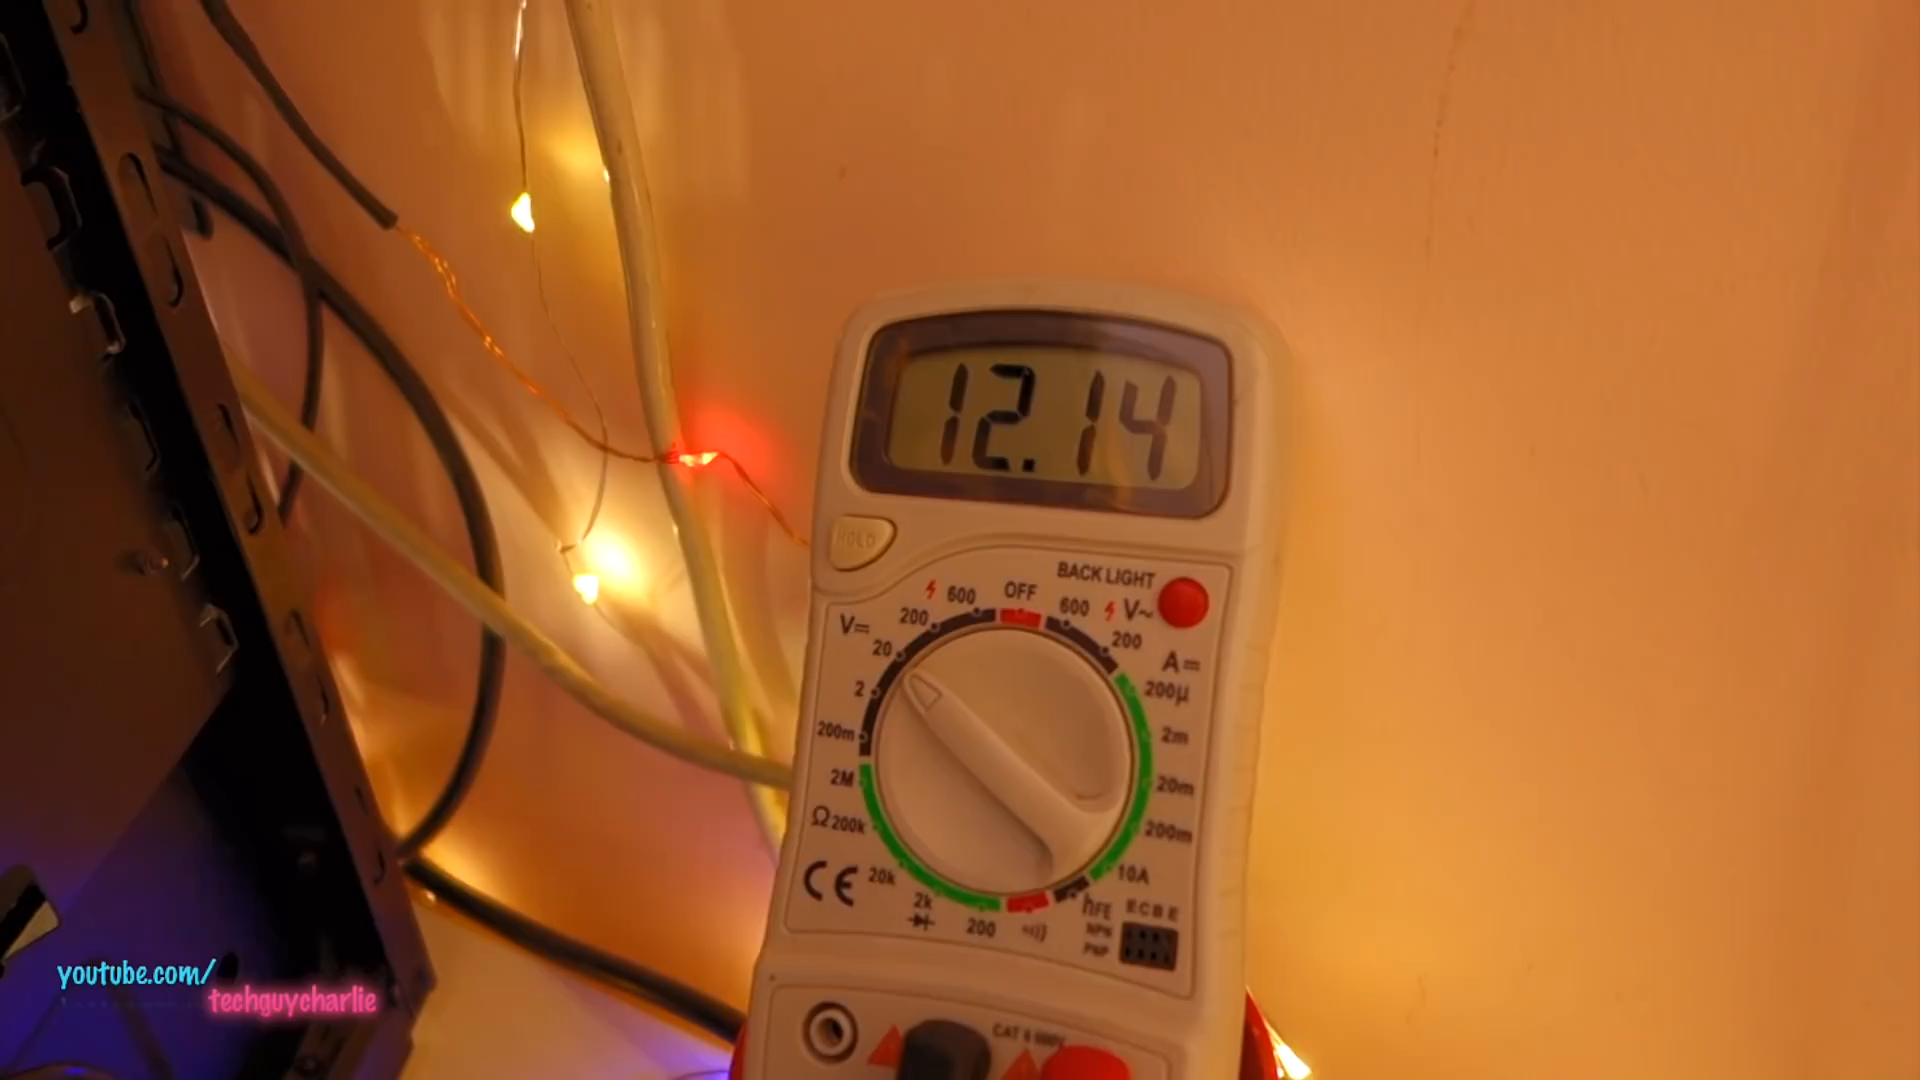 12.14
HOLD
BACK LIGHT
OFF
600
200
V⎓
20
2
200m
2M
Ω 200k
20k
2k
200
600
V~
200
A⎓
200µ
2m
20m
200m
10A
hFE
ECBE
NPN
PNP
CE
youtube.com/
techguycharlie